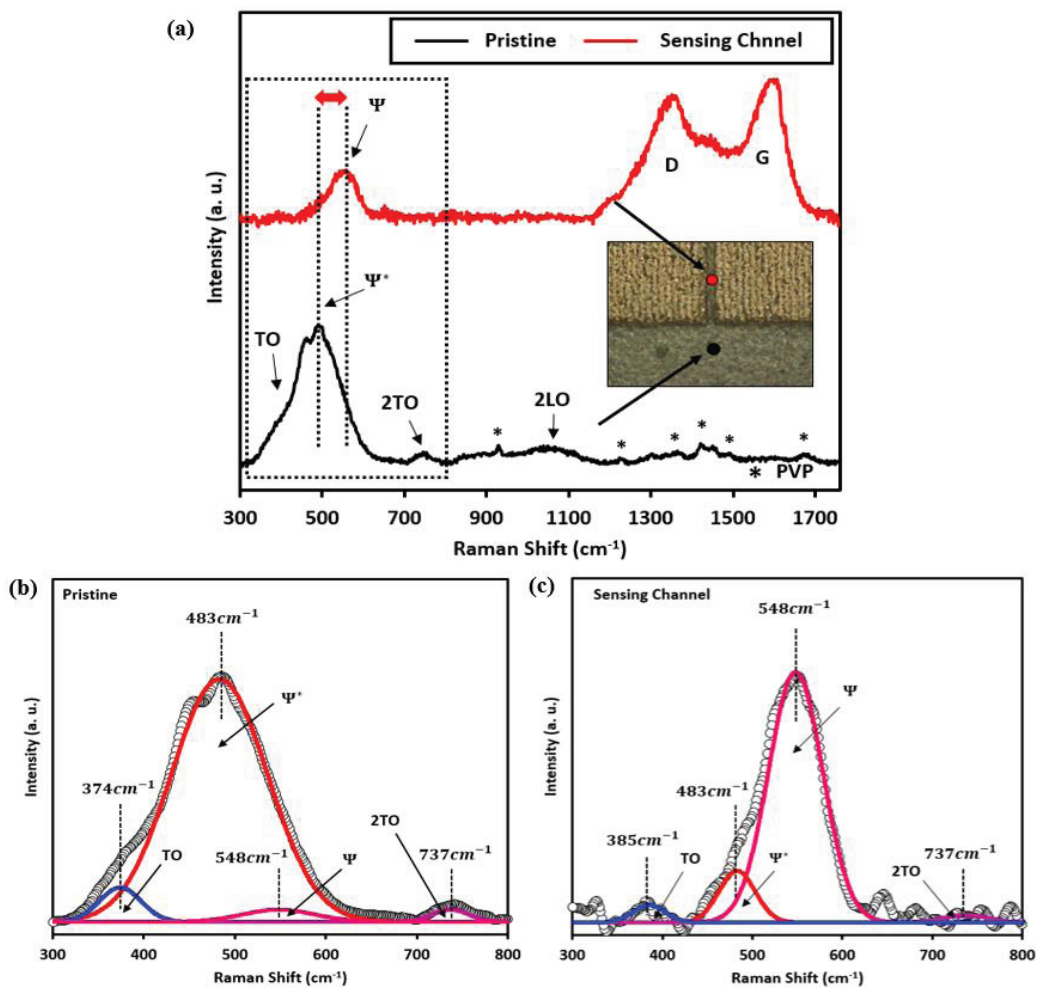 (a)
Pristine Sensing Chnnel
Ψ
D
G
Ψ*
TO
2TO
* * 2LO * * * *
* PVP
Intensity (a. u.)
300 500 700 900 1100 1300 1500 1700
Raman Shift (cm-1)
(b)
Pristine
483cm⁻¹
Ψ*
374cm⁻¹
TO
548cm⁻¹
Ψ
2TO
737cm⁻¹
Intensity (a. u.)
300 400 500 600 700 800
Raman Shift (cm-1)
(c)
Sensing Channel
548cm⁻¹
Ψ
483cm⁻¹
385cm⁻¹
TO
Ψ*
2TO
737cm⁻¹
Intensity (a. u.)
300 400 500 600 700 800
Raman Shift (cm-1)